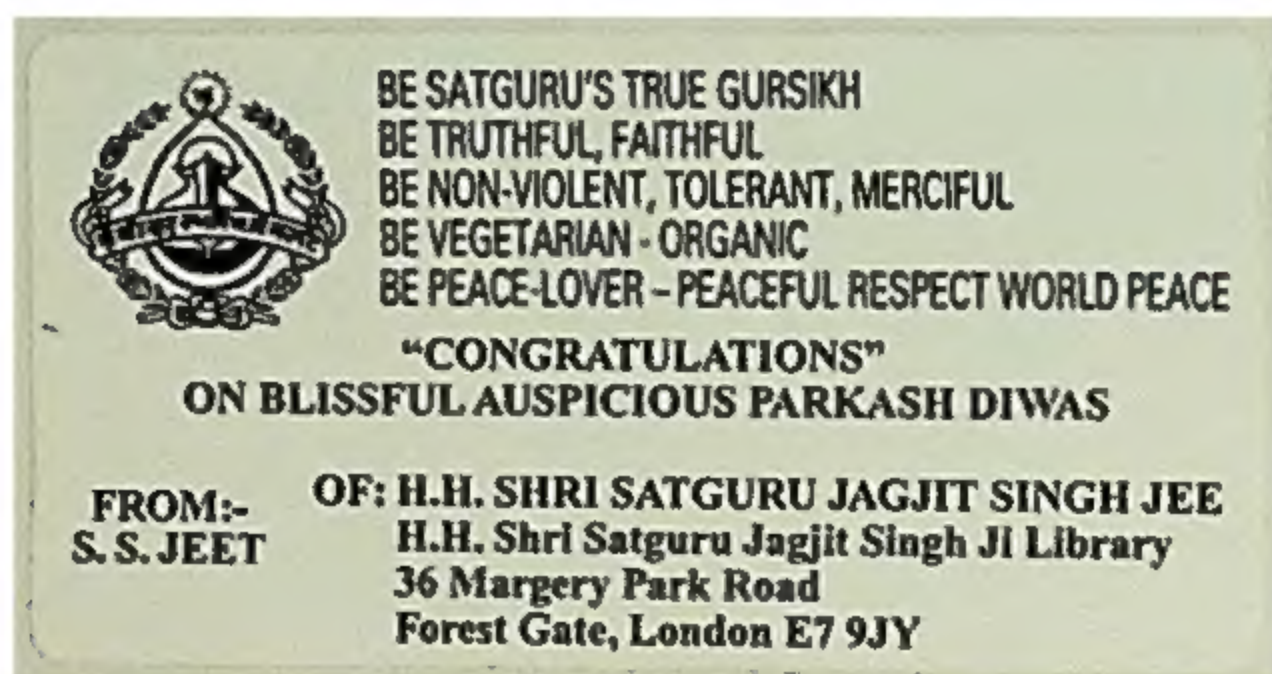 BE SATGURU'S TRUE GURSIKH
BE TRUTHFUL, FAITHFUL
BE NON-VIOLENT, TOLERANT, MERCIFUL
BE VEGETARIAN - ORGANIC
BE PEACE-LOVER – PEACEFUL RESPECT WORLD PEACE
“CONGRATULATIONS”
ON BLISSFUL AUSPICIOUS PARKASH DIWAS
FROM:-
S. S. JEET
OF: H.H. SHRI SATGURU JAGJIT SINGH JEE
H.H. Shri Satguru Jagjit Singh Ji Library
36 Margery Park Road
Forest Gate, London E7 9JY